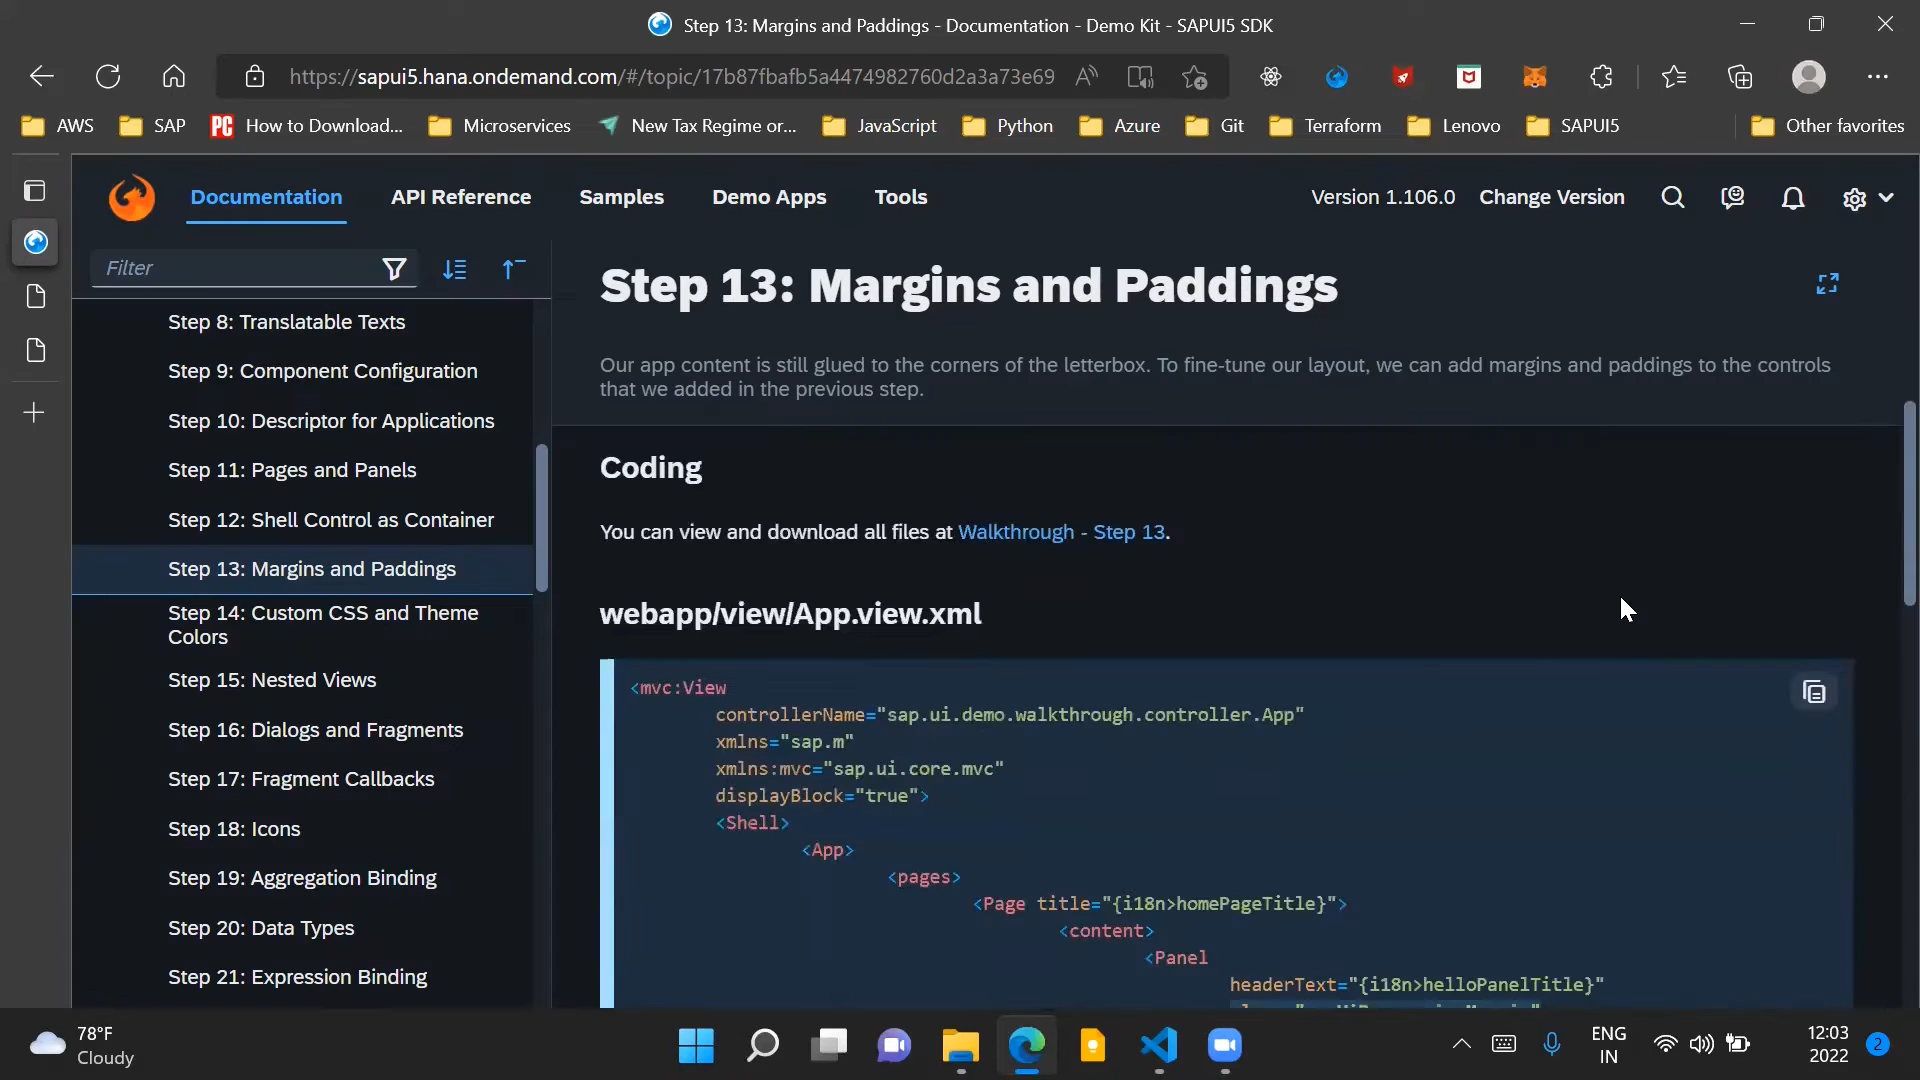 Step 13: Margins and Paddings - Documentation - Demo Kit - SAPUI5 SDK
https://sapui5.hana.ondemand.com/#/topic/17b87fbafb5a4474982760d2a3a73e69
AWS SAP How to Download... Microservices New Tax Regime or... JavaScript Python Azure Git Terraform Lenovo SAPUI5 Other favorites
Documentation API Reference Samples Demo Apps Tools Version 1.106.0 Change Version
Filter
Step 8: Translatable Texts
Step 9: Component Configuration
Step 10: Descriptor for Applications
Step 11: Pages and Panels
Step 12: Shell Control as Container
Step 13: Margins and Paddings
Step 14: Custom CSS and Theme
Colors
Step 15: Nested Views
Step 16: Dialogs and Fragments
Step 17: Fragment Callbacks
Step 18: Icons
Step 19: Aggregation Binding
Step 20: Data Types
Step 21: Expression Binding
Step 13: Margins and Paddings
Our app content is still glued to the corners of the letterbox. To fine-tune our layout, we can add margins and paddings to the controls
that we added in the previous step.
Coding
You can view and download all files at Walkthrough - Step 13.
webapp/view/App.view.xml
<mvc:View
controllerName="sap.ui.demo.walkthrough.controller.App"
xmlns="sap.m"
xmlns:mvc="sap.ui.core.mvc"
displayBlock="true">
<Shell>
<App>
<pages>
<Page title="{i18n>homePageTitle}">
<content>
<Panel
headerText="{i18n>helloPanelTitle}"
78°F
Cloudy
ENG
IN
12:03
2022
2